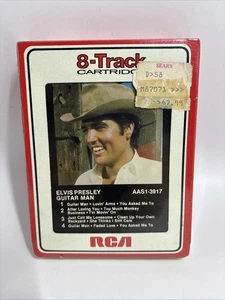 8-Track
CARTRIDGE
SEARS
D>58
ELVIS PRESLEY
GUITAR MAN
AAS1-3917
1 Guitar Man • Lovin' Arms • You Asked Me To
2 After Loving You • Too Much Monkey
Business • I'm Movin' On
3 Just Call Me Lonesome • Clean Up Your Own
Backyard • She Thinks I Still Care
4 Guitar Man • Faded Love • You Asked Me To
RCA